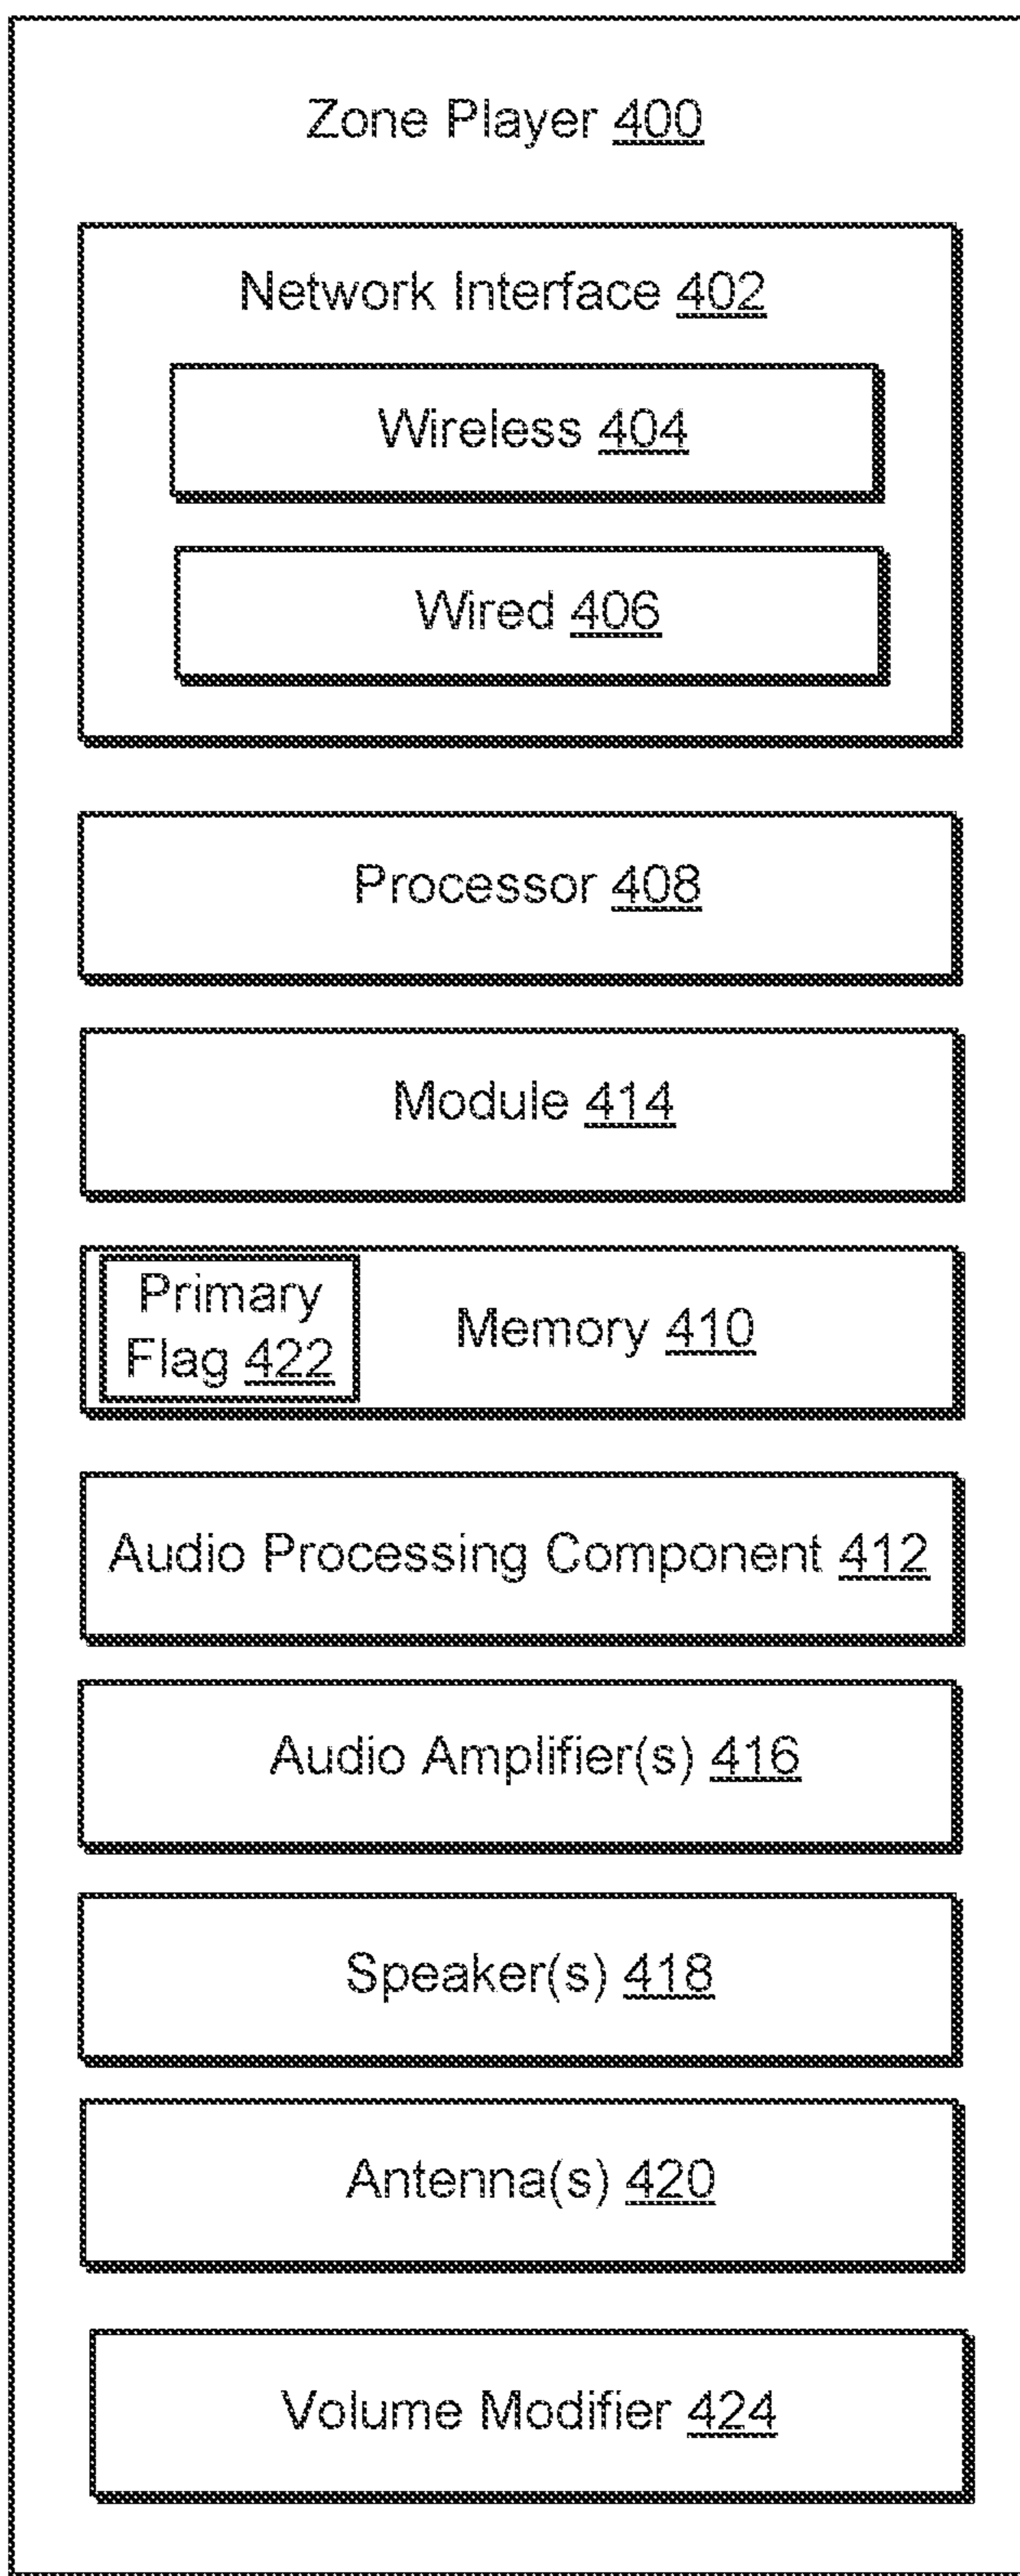 Zone Player 400
Network Interface 402
Wireless 404
Wired 406
Processor 408
Module 414
Primary
Flag 422
Memory 410
Audio Processing Component 412
Audio Amplifier(s) 416
Speaker(s) 418
Antenna(s) 420
Volume Modifier 424